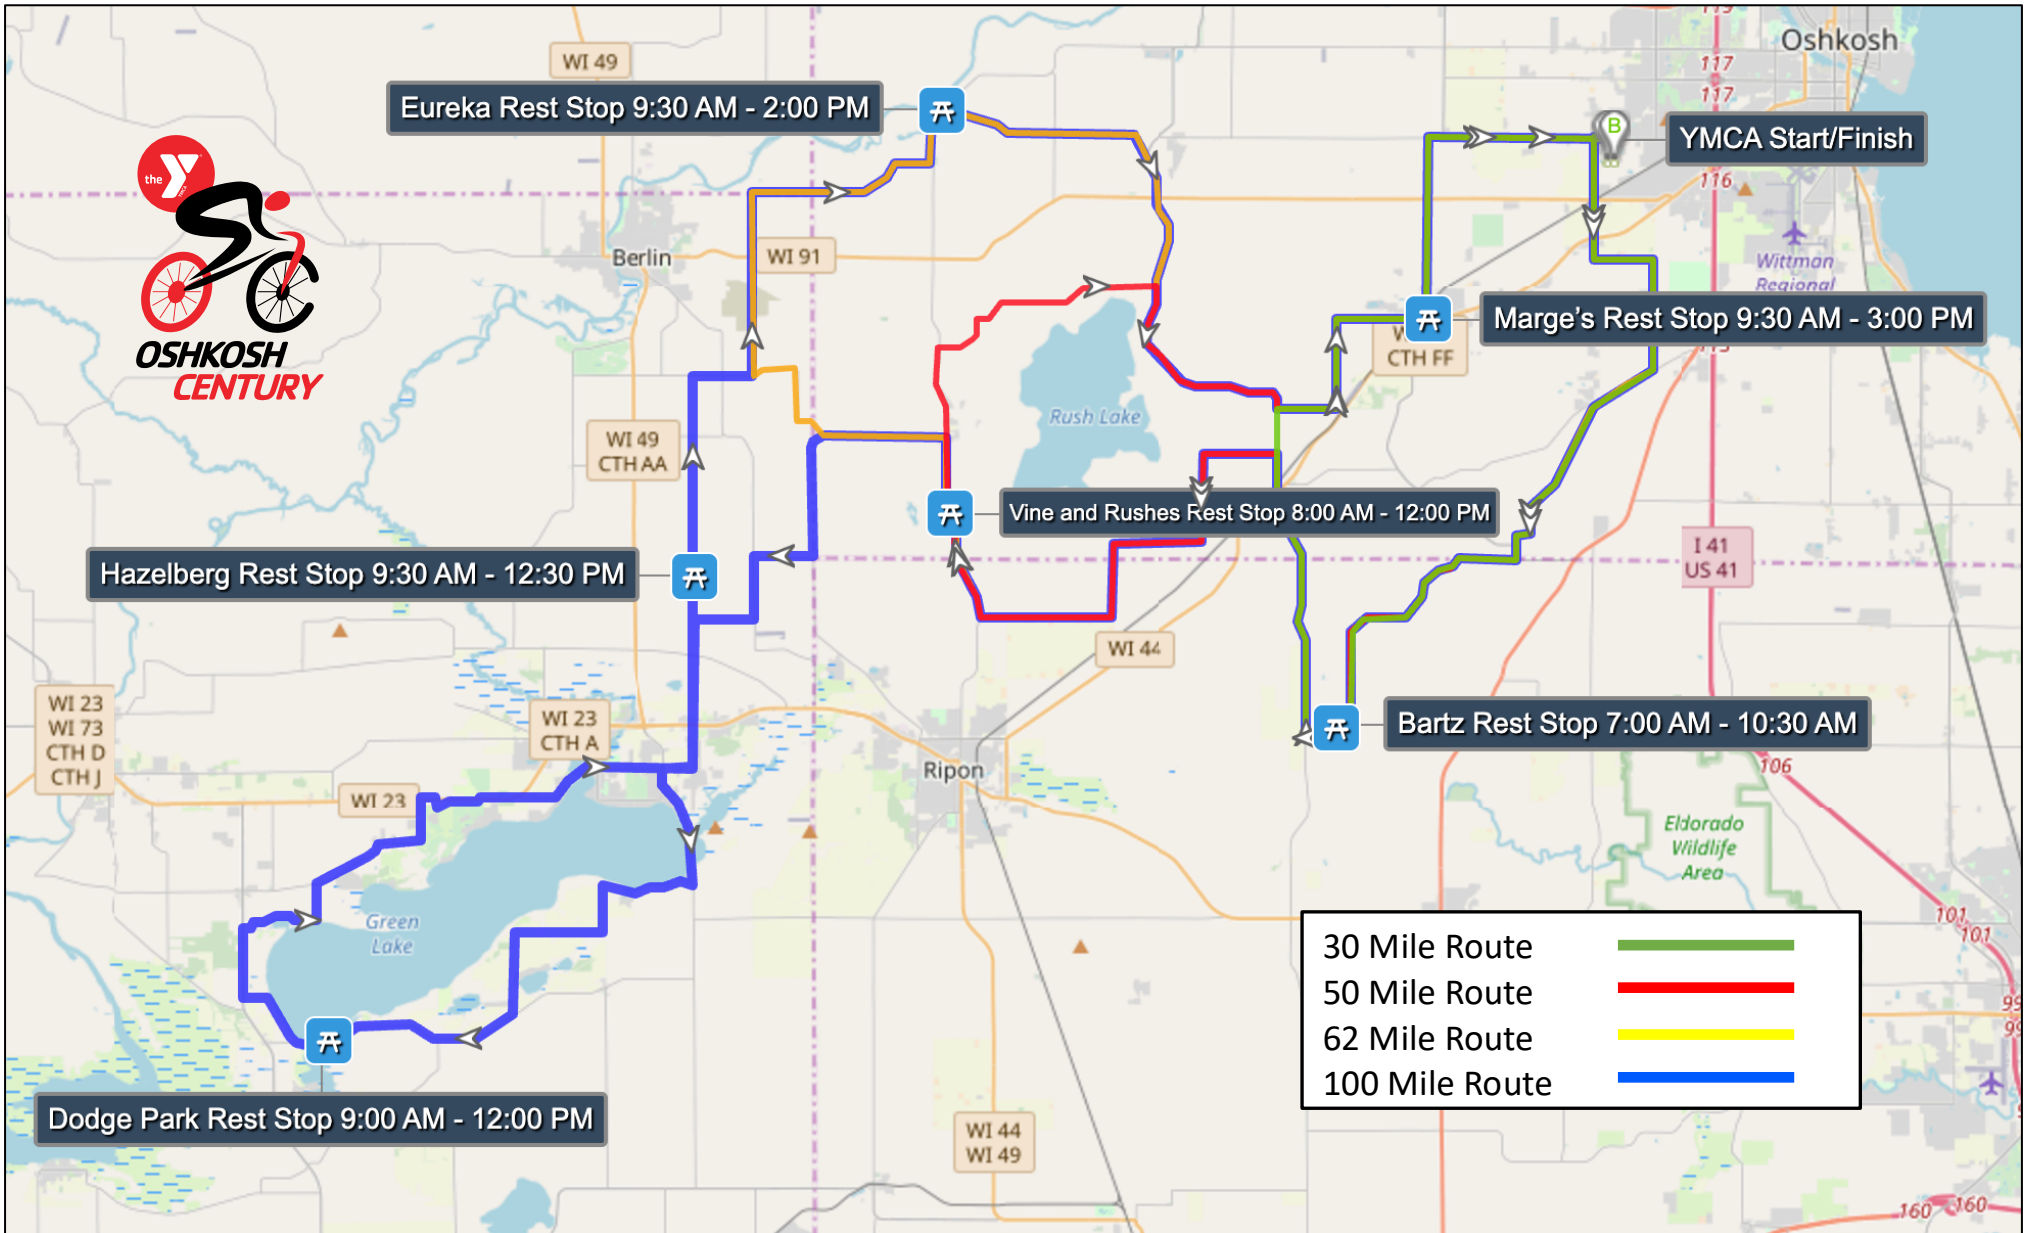 119
Oshkosh
117
117
WI 49
Eureka Rest Stop 9:30 AM - 2:00 PM
B
YMCA Start/Finish
the
Y
YMCA
116
Berlin
WI 91
Wittman
Regional
Marge's Rest Stop 9:30 AM - 3:00 PM
CTH FF
OSHKOSH
CENTURY
Rush Lake
WI 49
CTH AA
Vine and Rushes Rest Stop 8:00 AM - 12:00 PM
I 41
US 41
Hazelberg Rest Stop 9:30 AM - 12:30 PM
WI 44
WI 23
WI 73
CTH D
CTH J
WI 23
CTH A
Bartz Rest Stop 7:00 AM - 10:30 AM
Ripon
106
WI 23
Eldorado
Wildlife
Area
Green
Lake
101
101
30 Mile Route
50 Mile Route
62 Mile Route
100 Mile Route
99
99
Dodge Park Rest Stop 9:00 AM - 12:00 PM
WI 44
WI 49
160
160